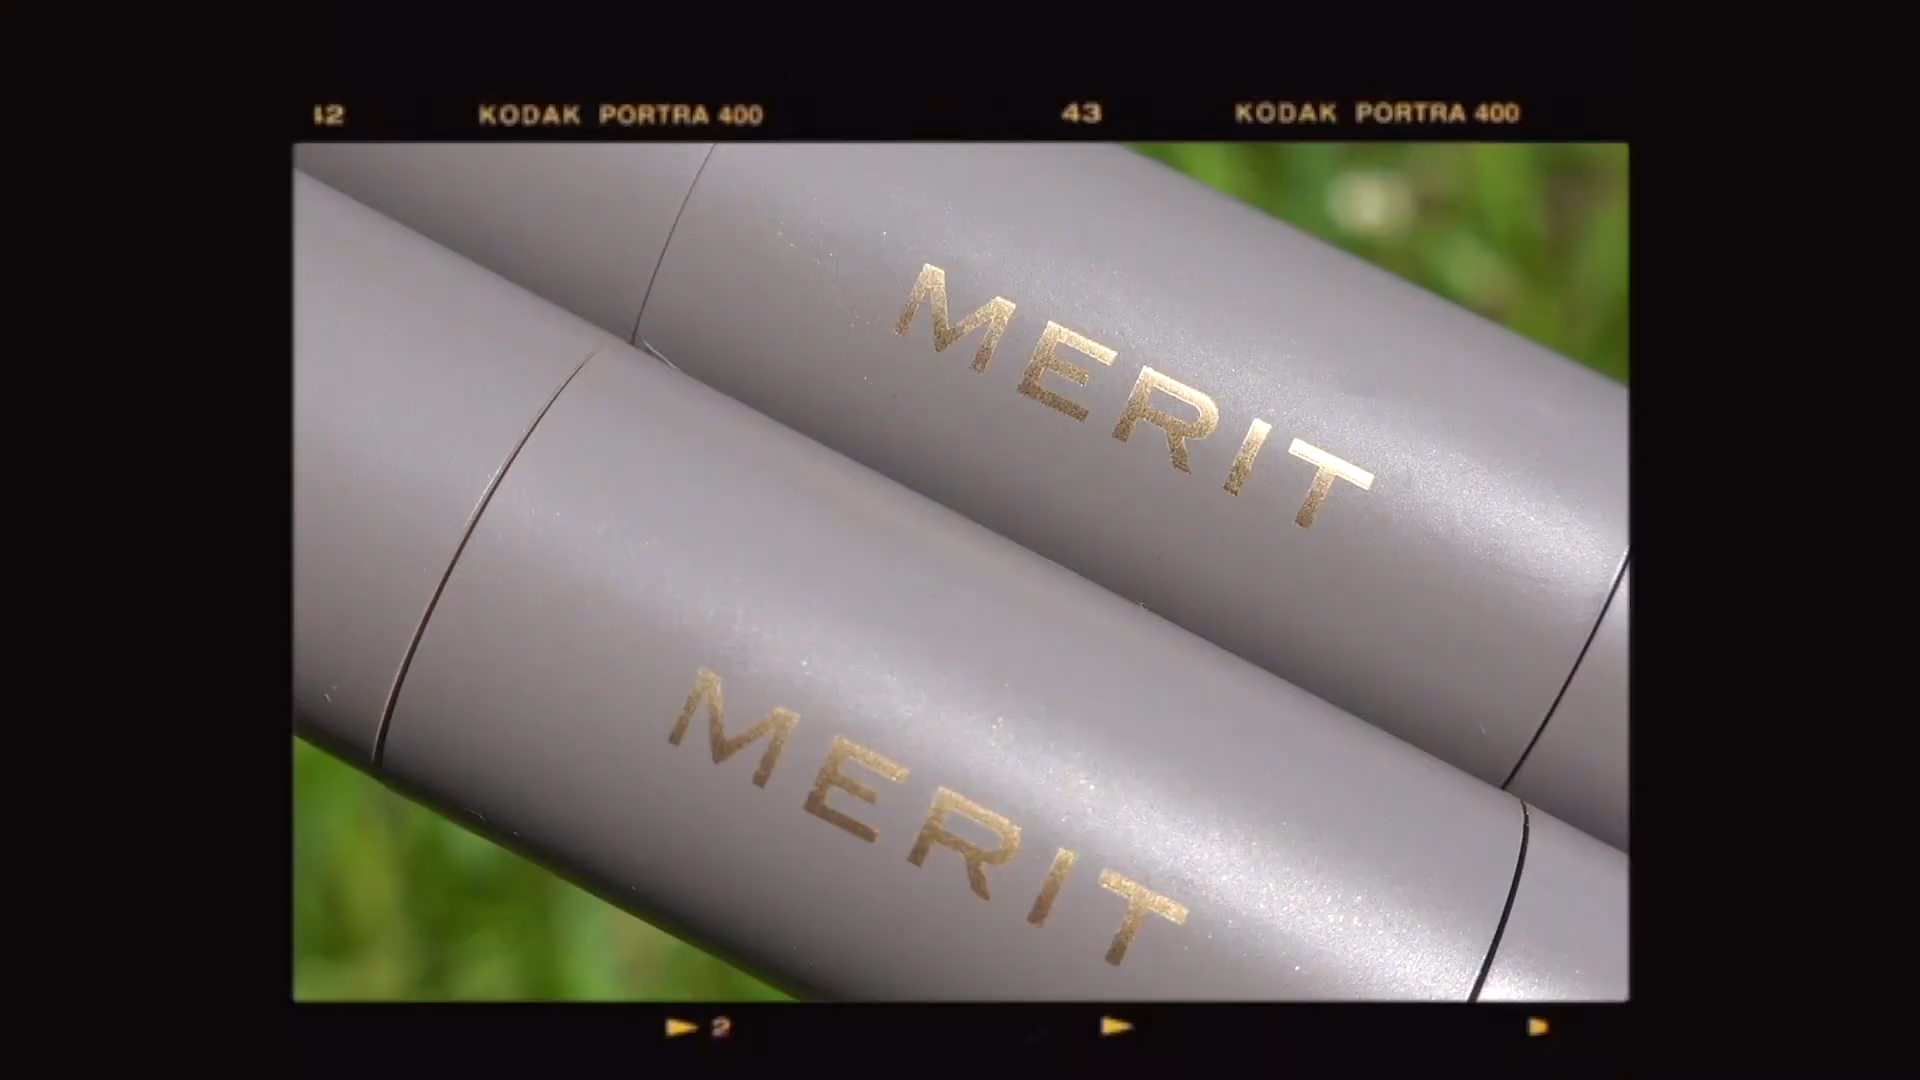 12 KODAK PORTRA 400 43 KODAK PORTRA 400
MERIT
MERIT
2